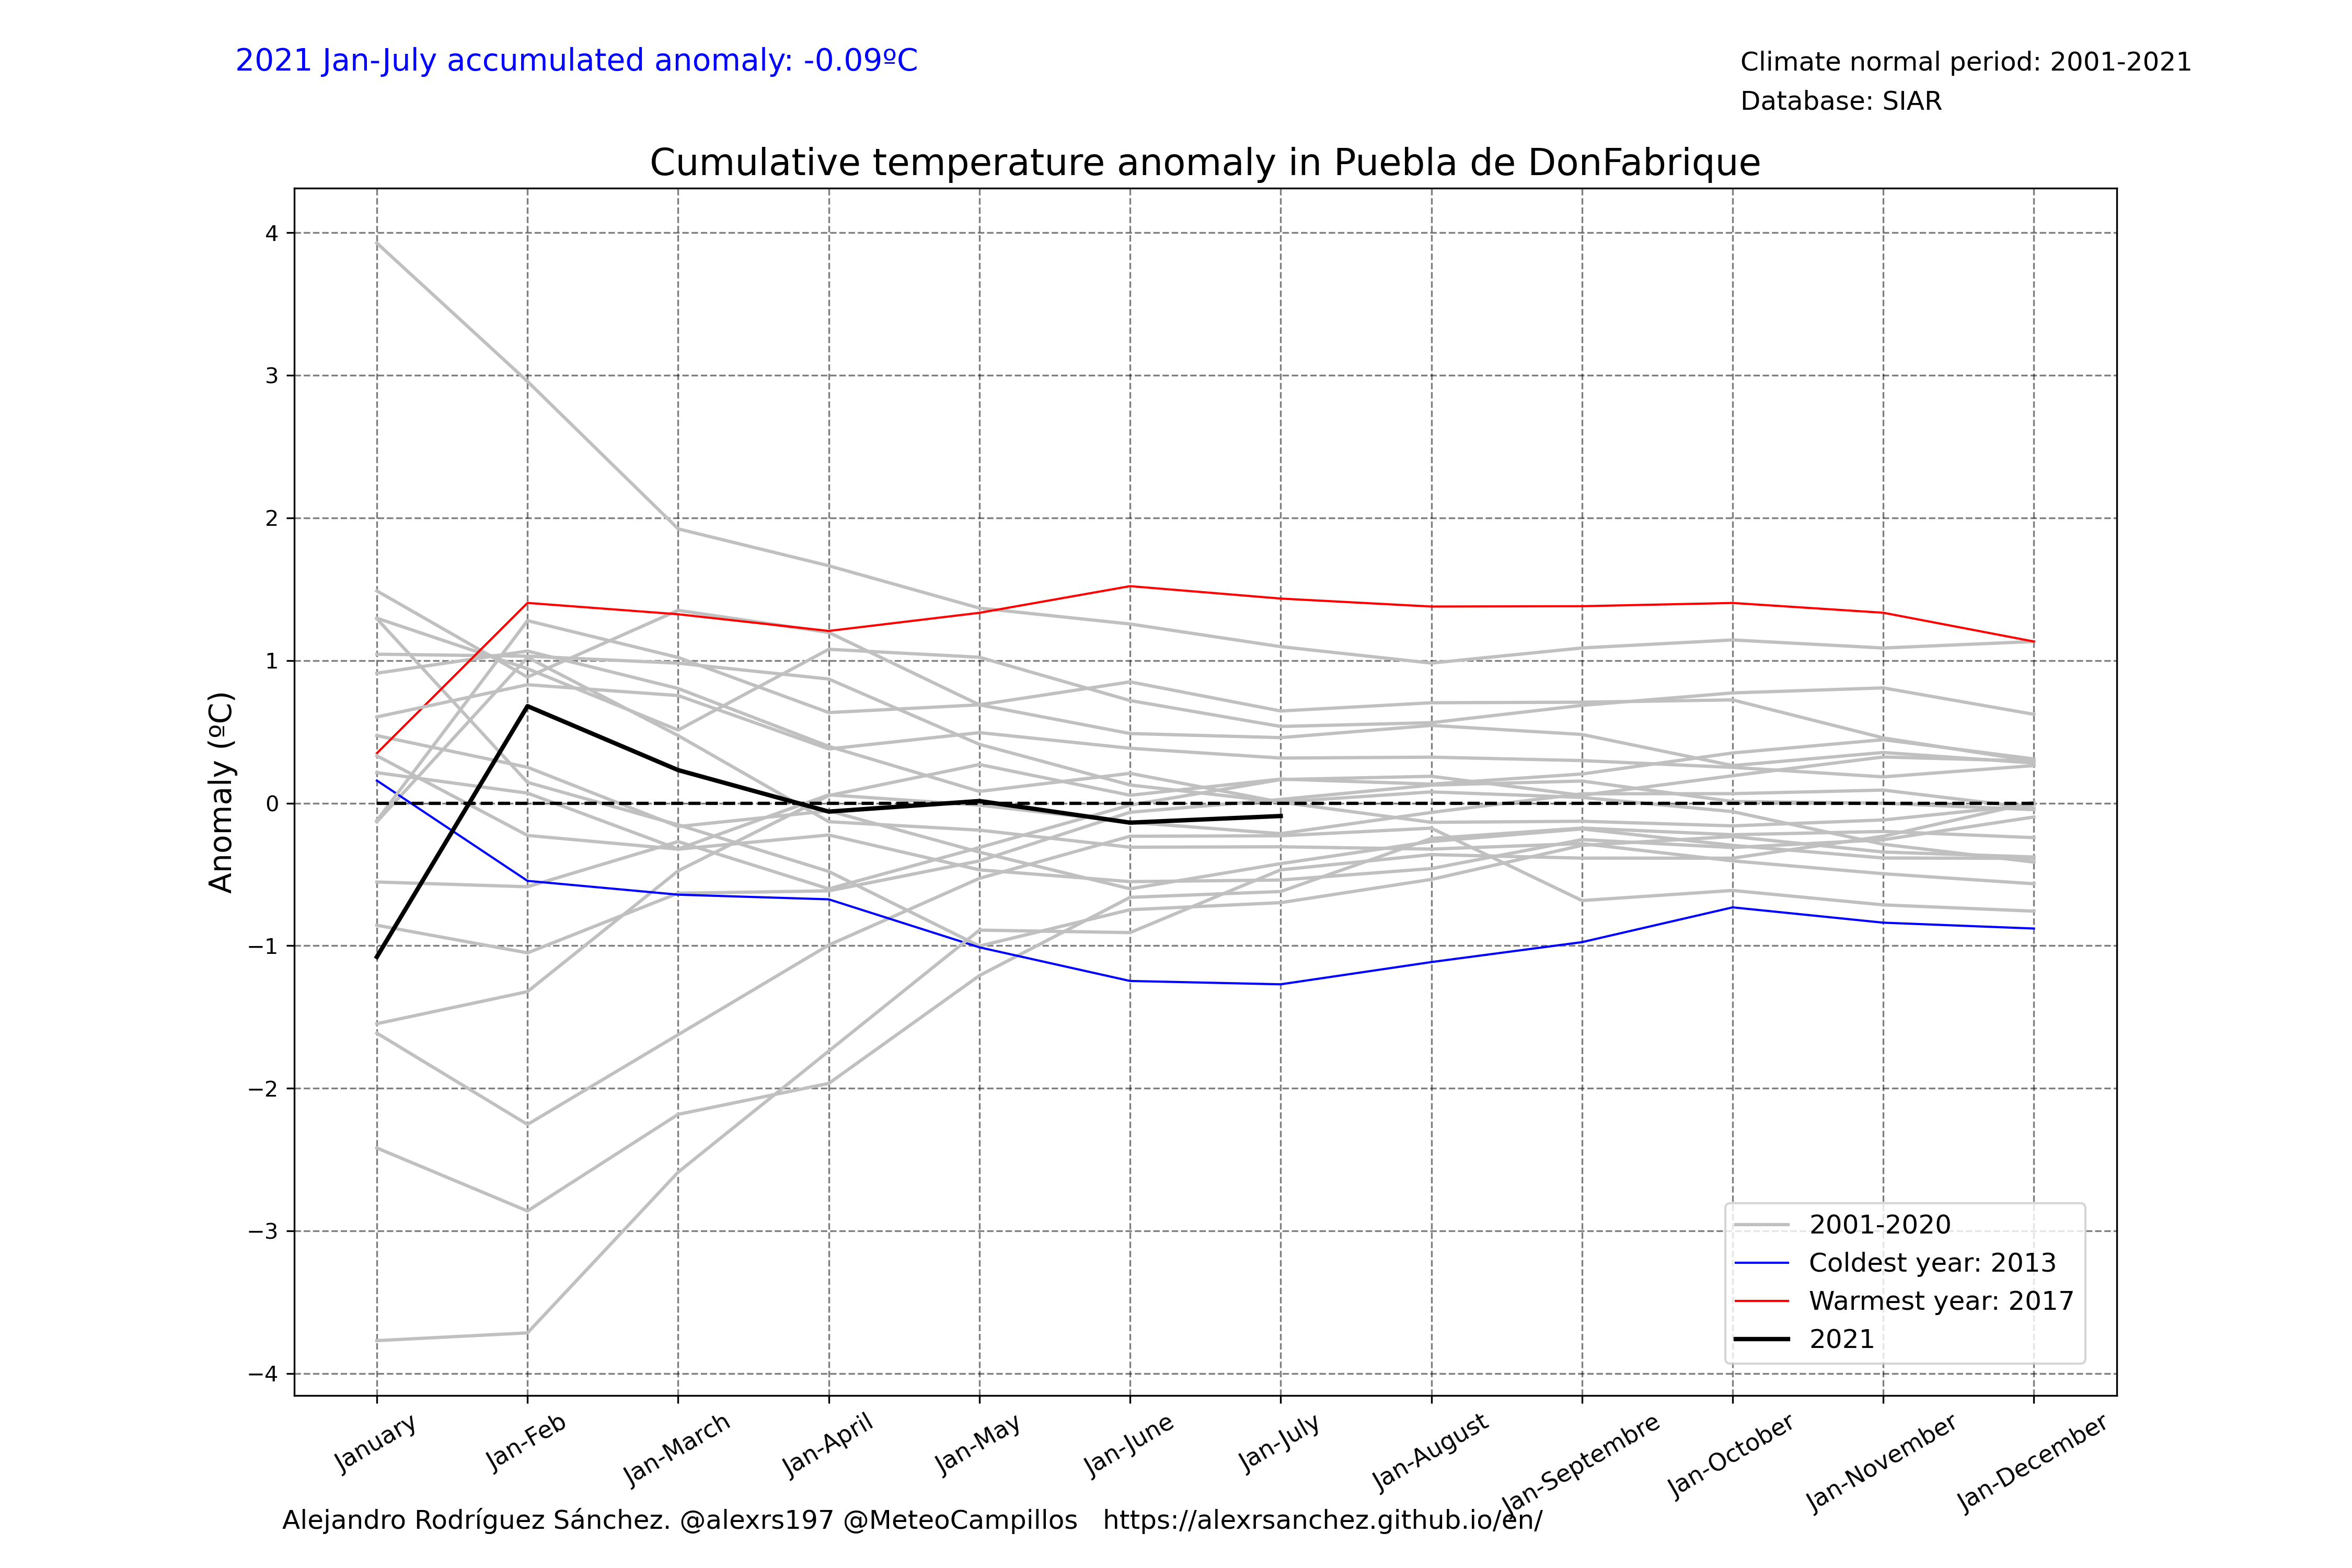 2021 Jan-July accumulated anomaly: -0.09ºC
Climate normal period: 2001-2021
Database: SIAR
Cumulative temperature anomaly in Puebla de DonFabrique
Anomaly (ºC)
4
3
2
1
0
−1
−2
−3
−4
2001-2020
Coldest year: 2013
Warmest year: 2017
2021
January
Jan-Feb
Jan-March
Jan-April
Jan-May
Jan-June
Jan-July
Jan-August
Jan-Septembre
Jan-October
Jan-November
Jan-December
Alejandro Rodríguez Sánchez. @alexrs197 @MeteoCampillos https://alexrsanchez.github.io/en/